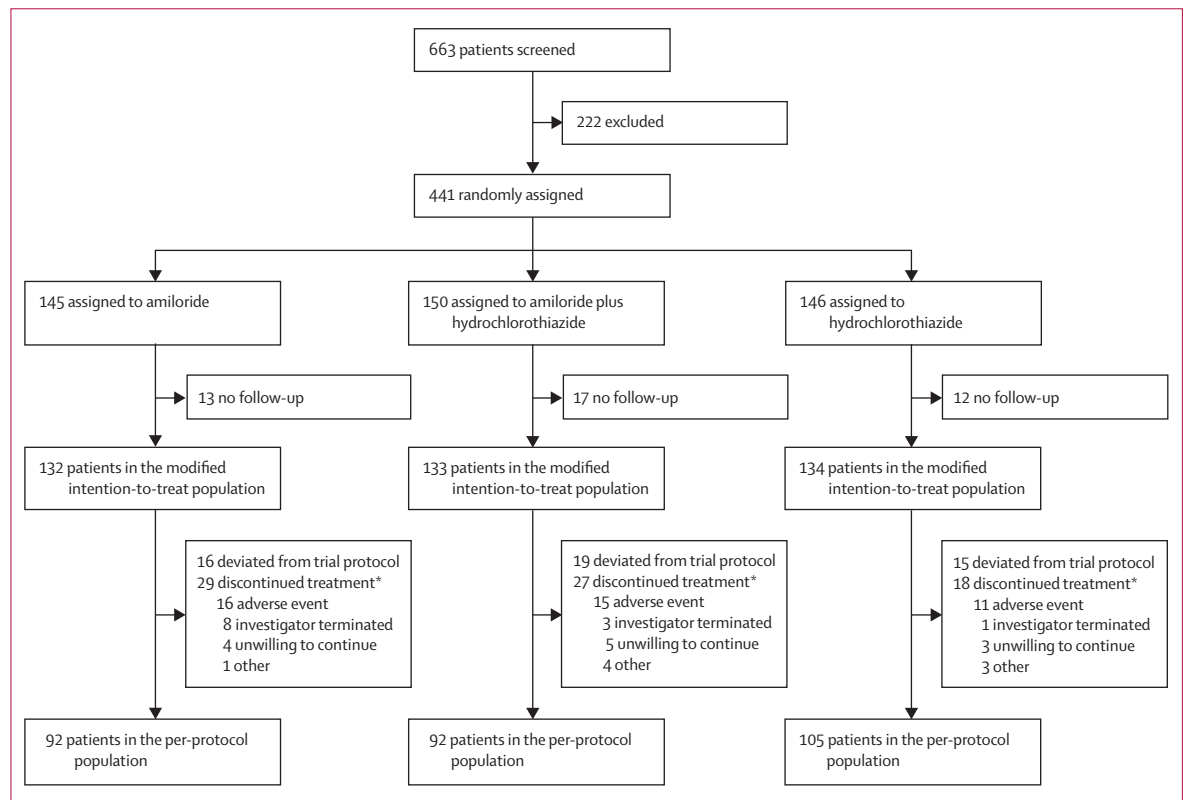 663 patients screened
222 excluded
441 randomly assigned
145 assigned to amiloride
150 assigned to amiloride plus
hydrochlorothiazide
146 assigned to
hydrochlorothiazide
13 no follow-up
17 no follow-up
12 no follow-up
132 patients in the modified
intention-to-treat population
133 patients in the modified
intention-to-treat population
134 patients in the modified
intention-to-treat population
16 deviated from trial protocol
29 discontinued treatment*
16 adverse event
8 investigator terminated
4 unwilling to continue
1 other
19 deviated from trial protocol
27 discontinued treatment*
15 adverse event
3 investigator terminated
5 unwilling to continue
4 other
15 deviated from trial protocol
18 discontinued treatment*
11 adverse event
1 investigator terminated
3 unwilling to continue
3 other
92 patients in the per-protocol
population
92 patients in the per-protocol
population
105 patients in the per-protocol
population